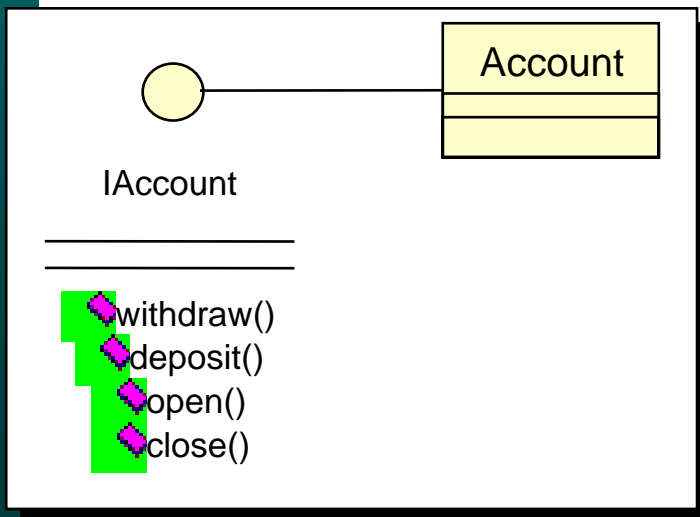 Account
IAccount
withdraw()
deposit()
open()
close()